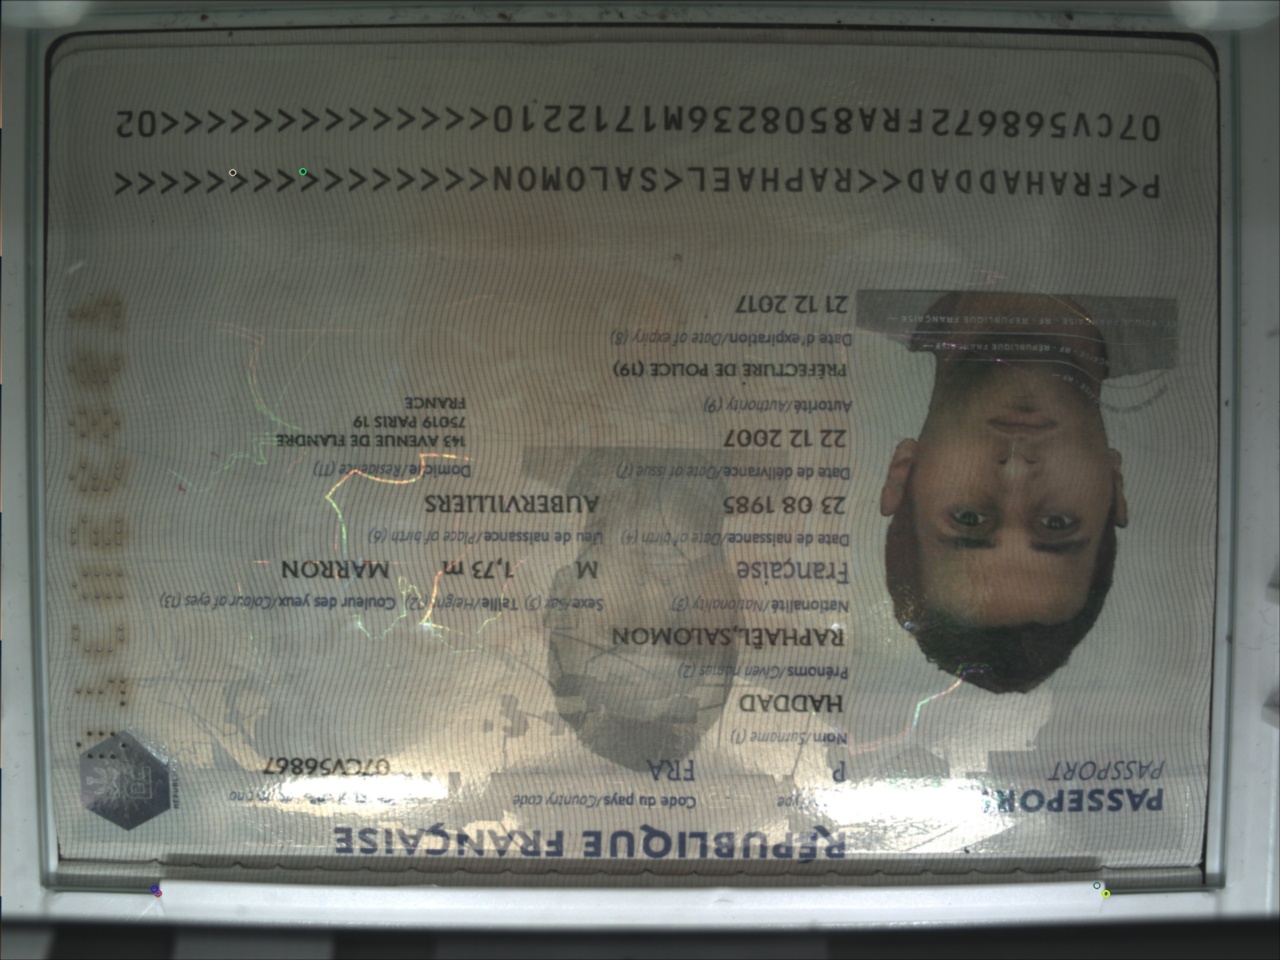 RÉPUBLIQUE FRANÇAISE
PASSEPORT
PASSPORT
Type
Code du pays/Country code
P
FRA
07CV56867
Nom/Surname (1)
HADDAD
Prénoms/Given names (2)
RAPHAËL,SALOMON
Nationalité/Nationality (3) Sexe/Sex (5) Taille/Height (12) Couleur des yeux/Colour of eyes (13)
Française M 1,73 m MARRON
Date de naissance/Date of birth (4) Lieu de naissance/Place of birth (6)
23 08 1985 AUBERVILLIERS
Date de délivrance/Date of issue (7) Domicile/Residence (11)
22 12 2007
143 AVENUE DE FLANDRE
75019 PARIS 19
FRANCE
Autorité/Authority (9)
PRÉFECTURE DE POLICE (19)
Date d'expiration/Date of expiry (8)
21 12 2017
P<FRAHADDAD<<RAPHAEL<SALOMON<<<<<<<<<<<<<<<<
07CV568672FRA8508236M1712210<<<<<<<<<<<<<<02